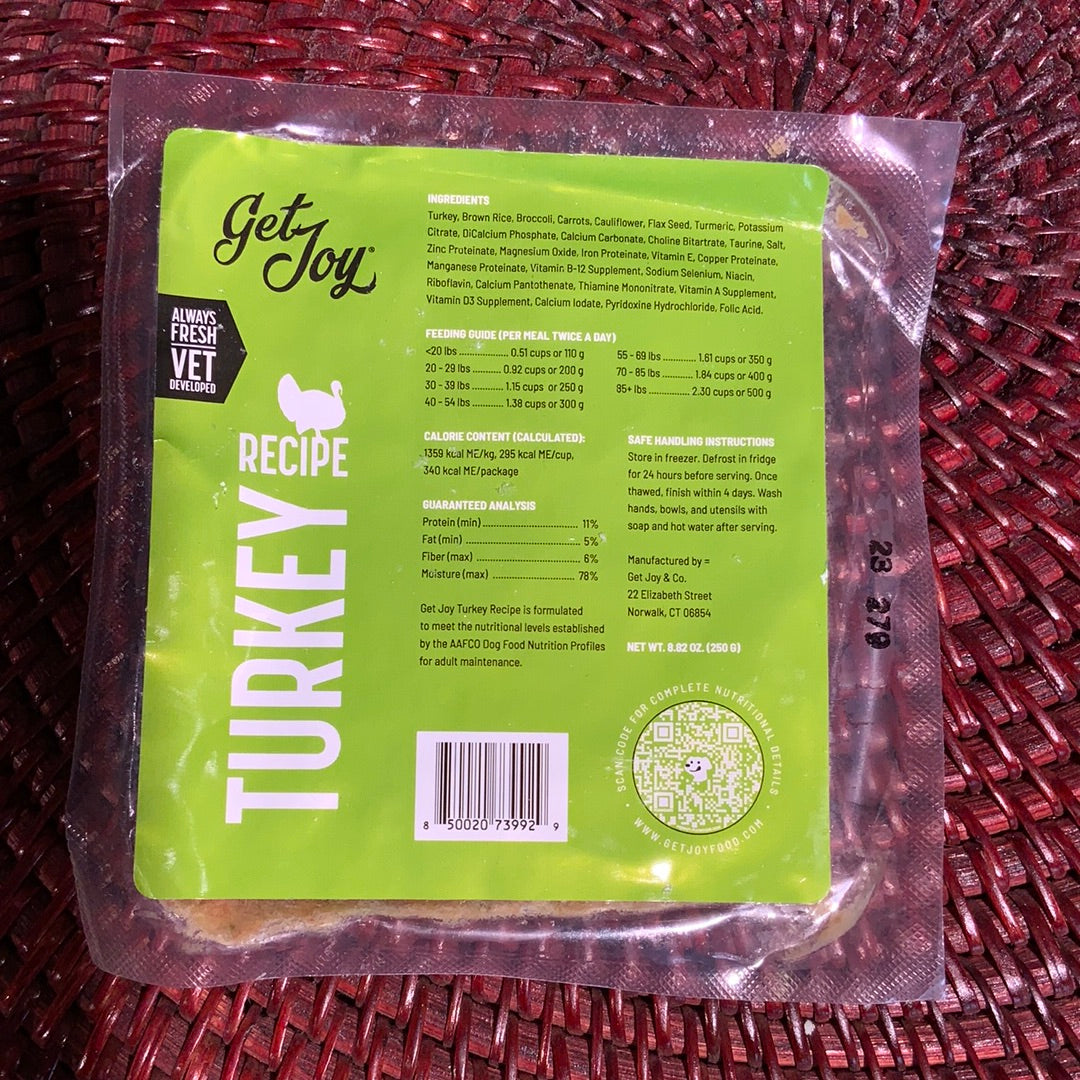 Get Joy®
ALWAYS
FRESH
VET
DEVELOPED
TURKEY
RECIPE
INGREDIENTS
Turkey, Brown Rice, Broccoli, Carrots, Cauliflower, Flax Seed, Turmeric, Potassium
Citrate, DiCalcium Phosphate, Calcium Carbonate, Choline Bitartrate, Taurine, Salt,
Zinc Proteinate, Magnesium Oxide, Iron Proteinate, Vitamin E, Copper Proteinate,
Manganese Proteinate, Vitamin B-12 Supplement, Sodium Selenium, Niacin,
Riboflavin, Calcium Pantothenate, Thiamine Mononitrate, Vitamin A Supplement,
Vitamin D3 Supplement, Calcium Iodate, Pyridoxine Hydrochloride, Folic Acid.
FEEDING GUIDE (PER MEAL TWICE A DAY)
<20 lbs ................ 0.51 cups or 110 g
20 - 29 lbs ......... 0.92 cups or 200 g
30 - 39 lbs .......... 1.15 cups or 250 g
40 - 54 lbs .......... 1.38 cups or 300 g
55 - 69 lbs ........... 1.61 cups or 350 g
70 - 85 lbs ........... 1.84 cups or 400 g
85+ lbs .............. 2.30 cups or 500 g
CALORIE CONTENT (CALCULATED):
1359 kcal ME/kg, 295 kcal ME/cup,
340 kcal ME/package
GUARANTEED ANALYSIS
Protein (min) ................................ 11%
Fat (min) ...................................... 5%
Fiber (max) .................................. 6%
Moisture (max) ............................ 78%
Get Joy Turkey Recipe is formulated
to meet the nutritional levels established
by the AAFCO Dog Food Nutrition Profiles
for adult maintenance.
SAFE HANDLING INSTRUCTIONS
Store in freezer. Defrost in fridge
for 24 hours before serving. Once
thawed, finish within 4 days. Wash
hands, bowls, and utensils with
soap and hot water after serving.
Manufactured by =
Get Joy & Co.
22 Elizabeth Street
Norwalk, CT 06854
NET WT. 8.82 OZ. (250 G)
8 50020 73992 9
SCAN CODE FOR COMPLETE NUTRITIONAL DETAILS
WWW.GETJOYFOOD.COM
23 379